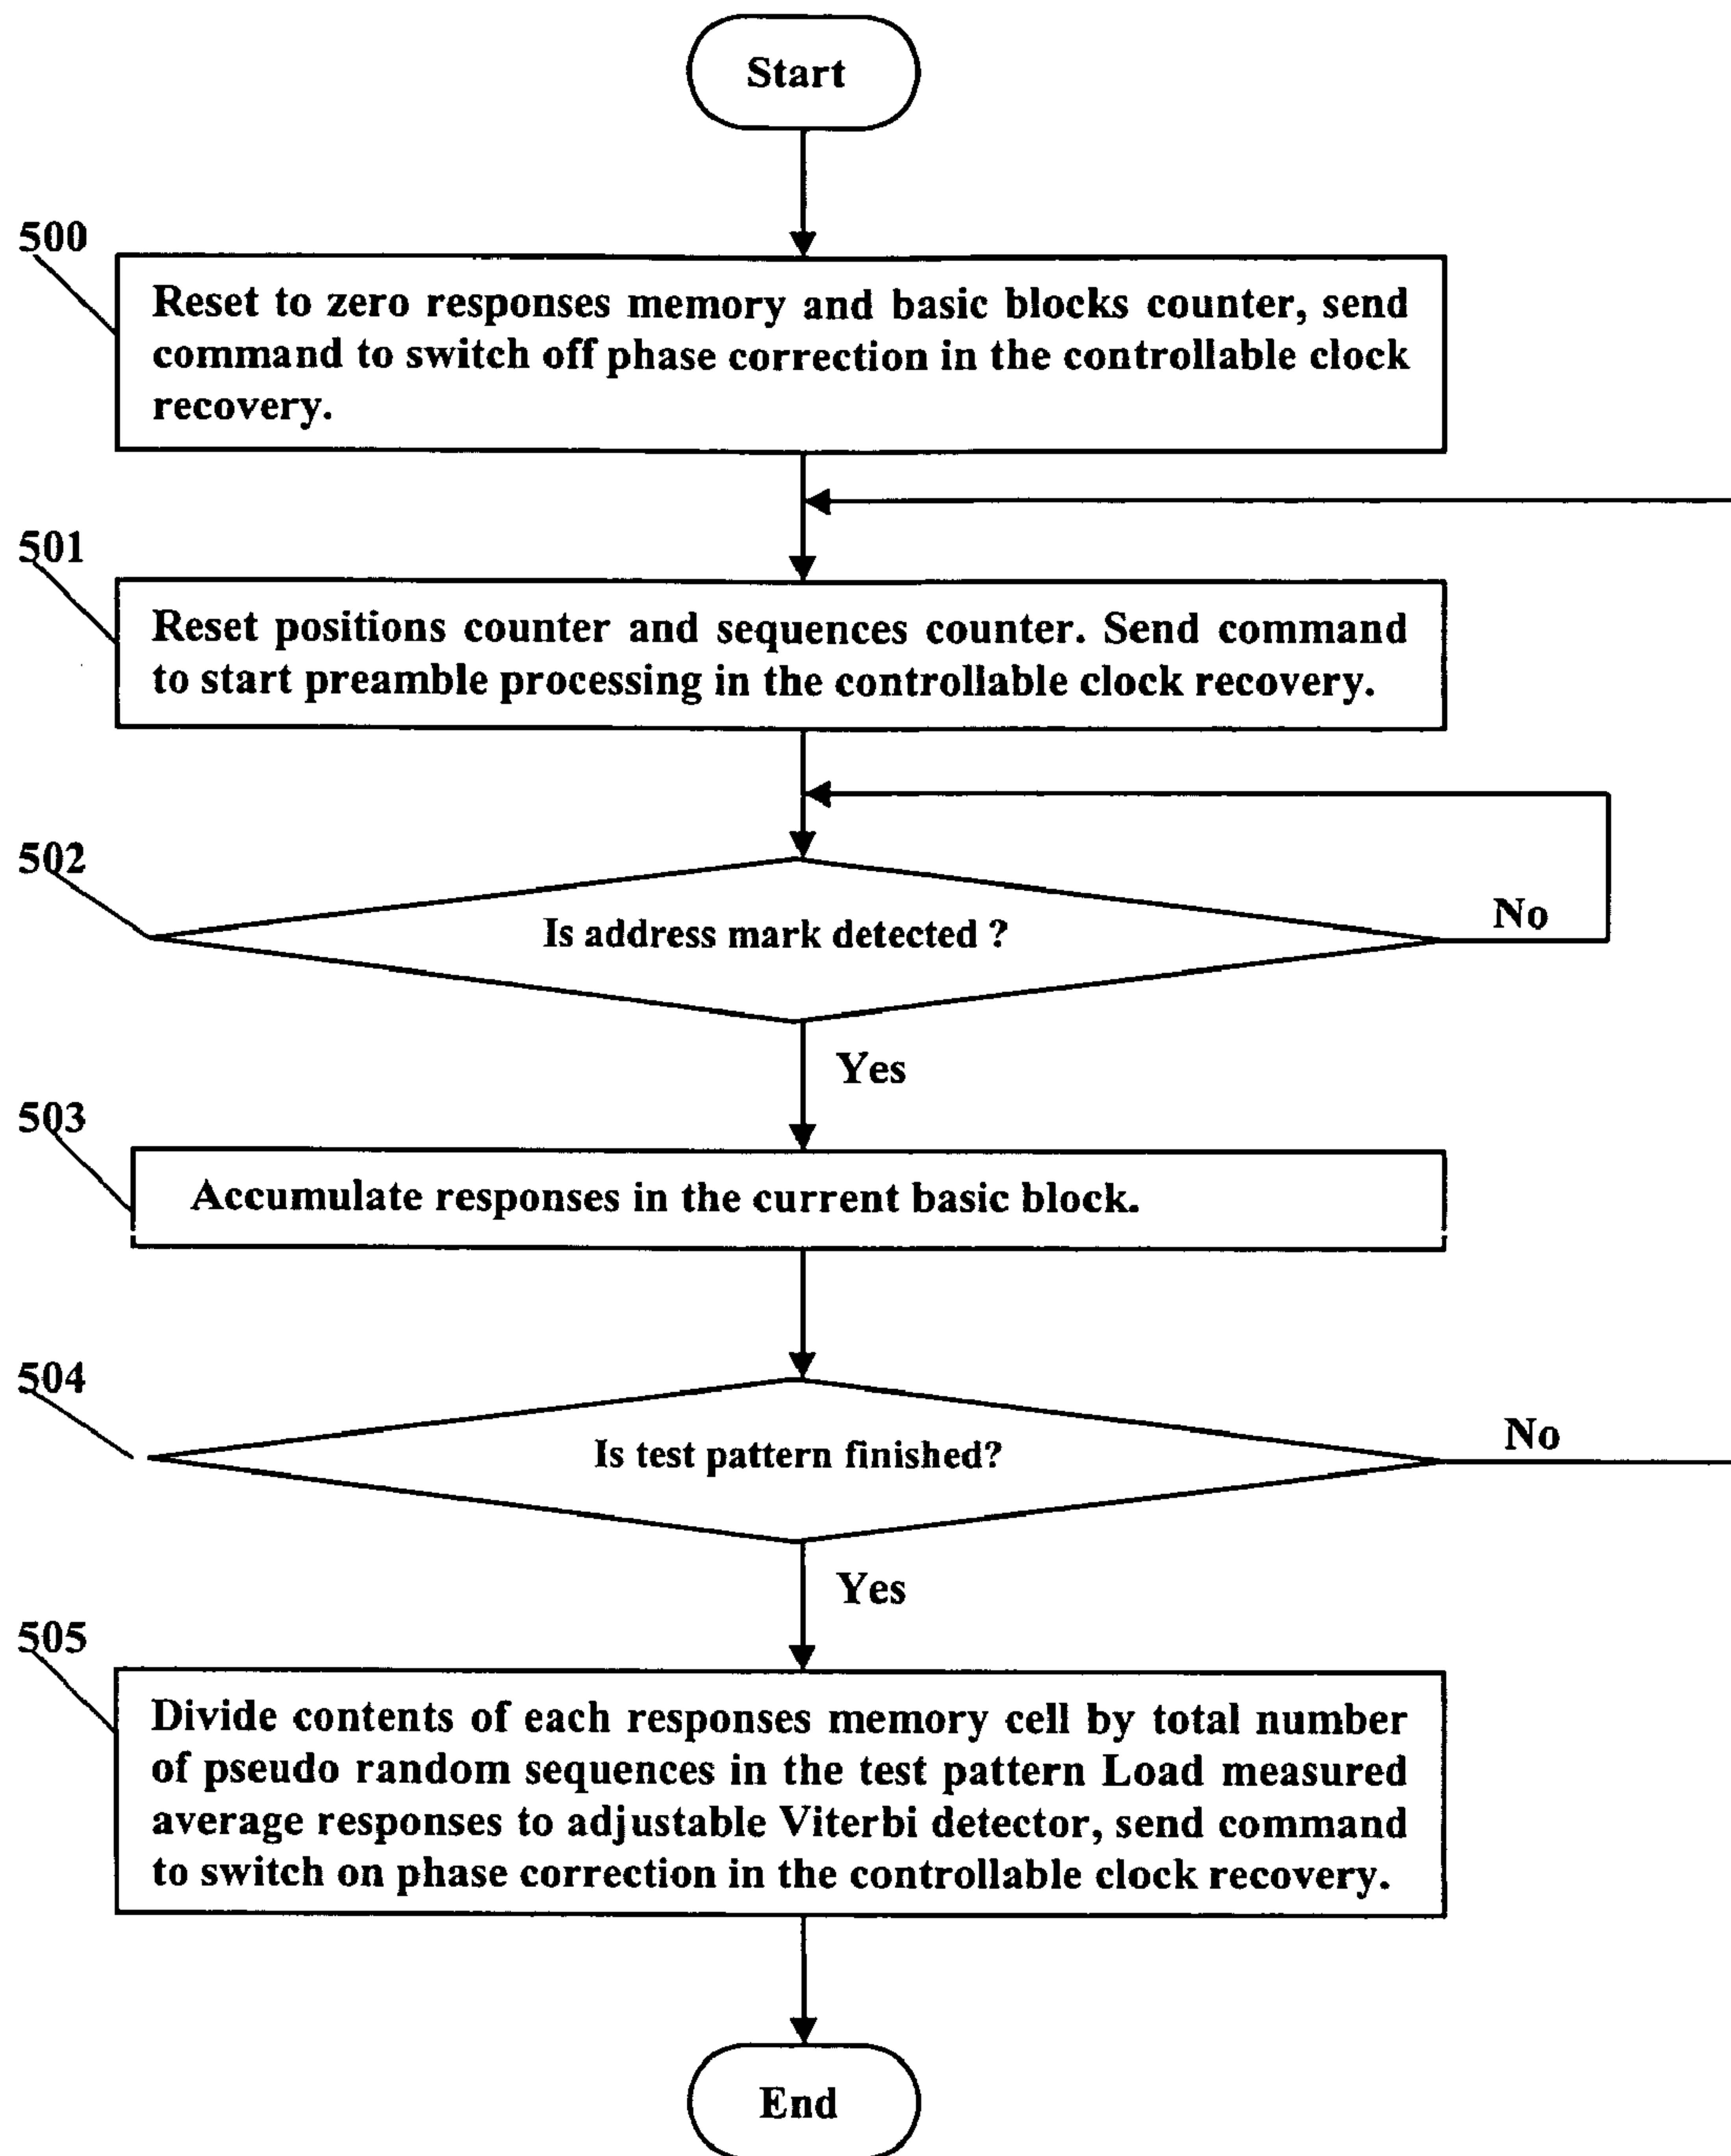 Start
500
Reset to zero responses memory and basic blocks counter, send
command to switch off phase correction in the controllable clock
recovery.
501
Reset positions counter and sequences counter. Send command
to start preamble processing in the controllable clock recovery.
502
Is address mark detected ?
No
Yes
503
Accumulate responses in the current basic block.
504
Is test pattern finished?
No
Yes
505
Divide contents of each responses memory cell by total number
of pseudo random sequences in the test pattern Load measured
average responses to adjustable Viterbi detector, send command
to switch on phase correction in the controllable clock recovery.
End